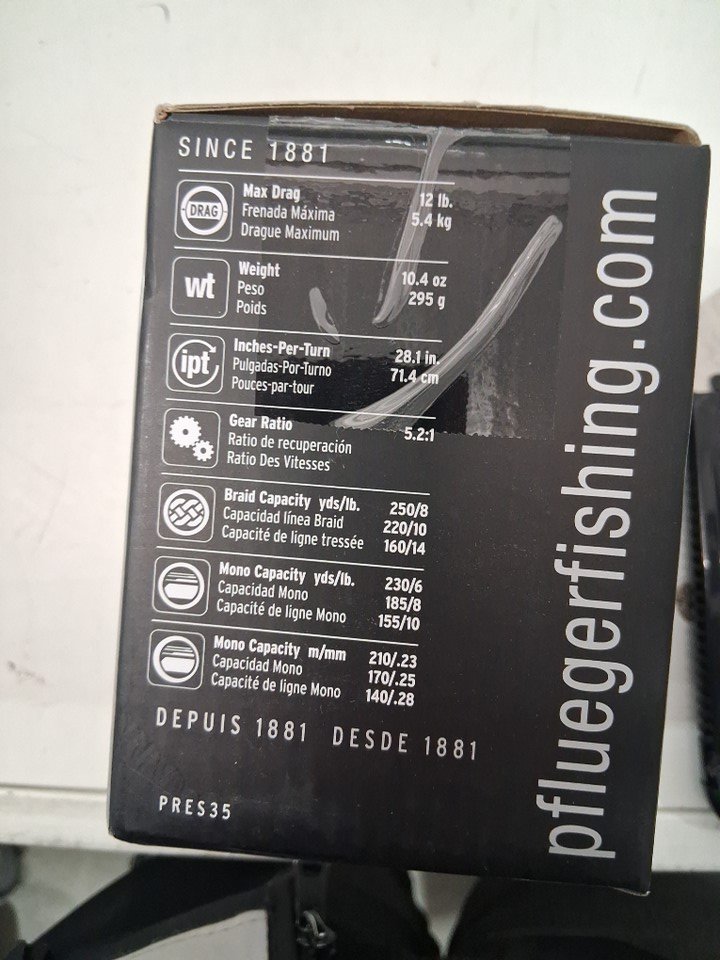 SINCE 1881
DRAG
Max Drag 12 lb.
Frenada Máxima 5.4 kg
Drague Maximum
wt
Weight 10.4 oz
Peso 295 g
Poids
ipt
Inches-Per-Turn 28.1 in.
Pulgadas-Por-Turno 71.4 cm
Pouces-par-tour
Gear Ratio 5.2:1
Ratio de recuperación
Ratio Des Vitesses
Braid Capacity yds/lb. 250/8
Capacidad línea Braid 220/10
Capacité de ligne tressée 160/14
Mono Capacity yds/lb. 230/6
Capacidad Mono 185/8
Capacité de ligne Mono 155/10
Mono Capacity m/mm 210/.23
Capacidad Mono 170/.25
Capacité de ligne Mono 140/.28
DEPUIS 1881 DESDE 1881
PRES35
pfluegerfishing.com